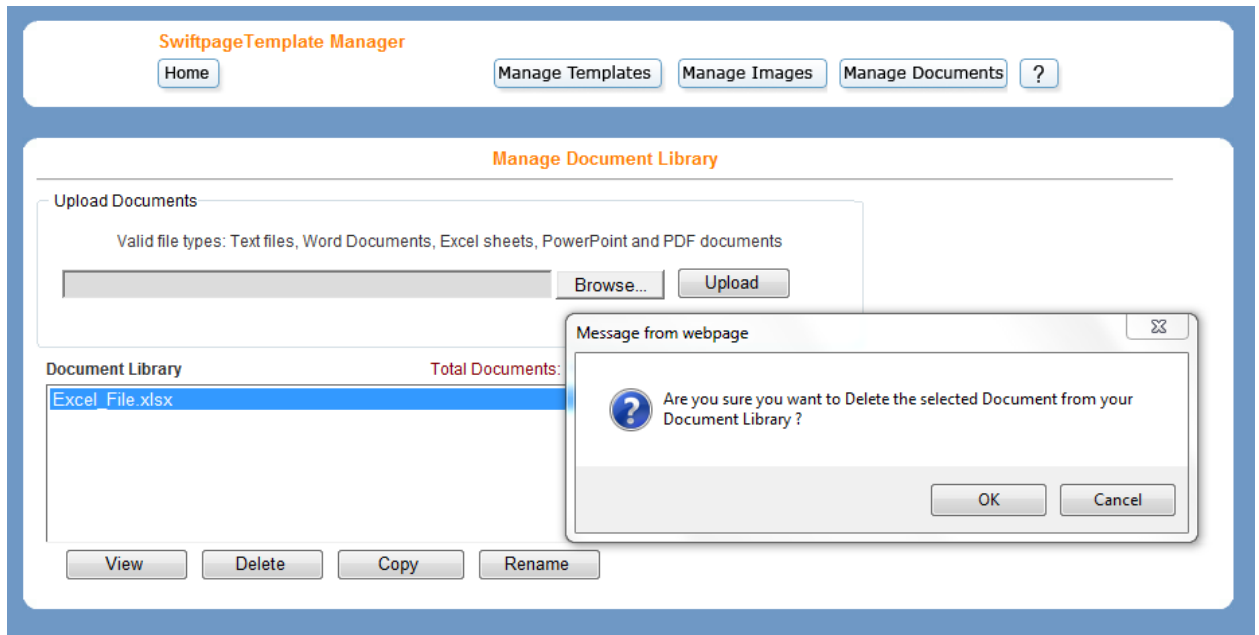 SwiftpageTemplate Manager
Home
Manage Templates
Manage Images
Manage Documents
?
Manage Document Library
Upload Documents
Valid file types: Text files, Word Documents, Excel sheets, PowerPoint and PDF documents
Browse...
Upload
Message from webpage
Document Library
Total Documents:
Excel_File.xlsx
?
Are you sure you want to Delete the selected Document from your
Document Library ?
OK
Cancel
View
Delete
Copy
Rename